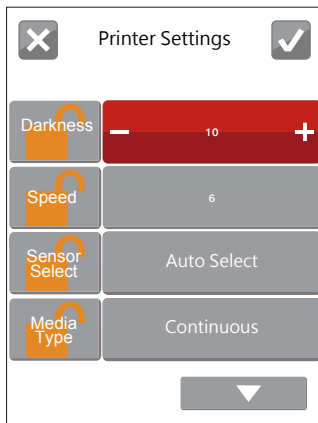 Printer Settings
Darkness
10
Speed
6
Sensor
Select
Auto Select
Media
Type
Continuous